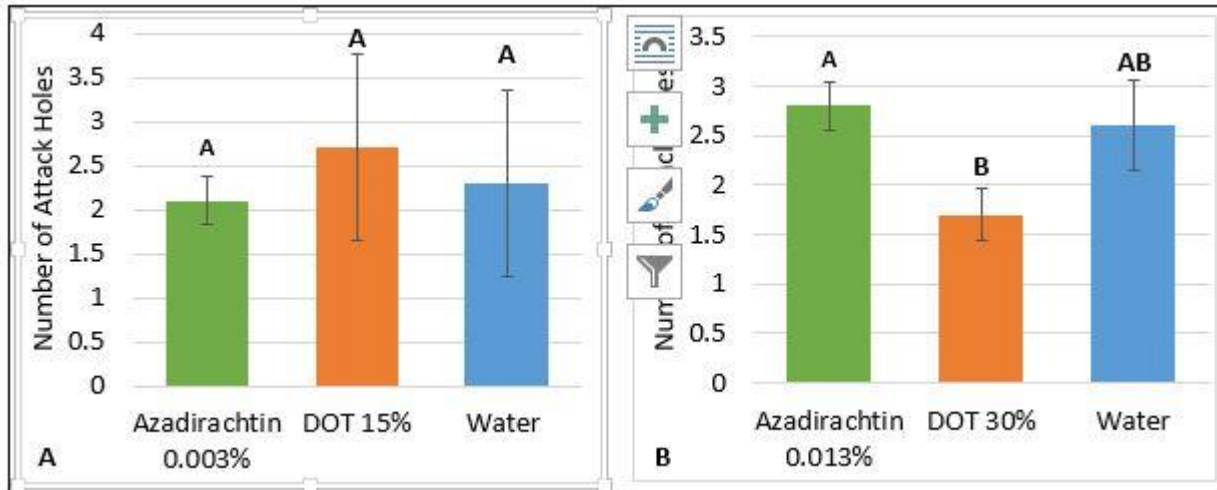 4
3.5
3
2.5
2
1.5
1
0.5
0
Number of Attack Holes
A
A
A
Azadirachtin
0.003%
DOT 15%
Water
A
3.5
3
2.5
2
1.5
1
0.5
0
A
B
AB
Azadirachtin
0.013%
DOT 30%
Water
B